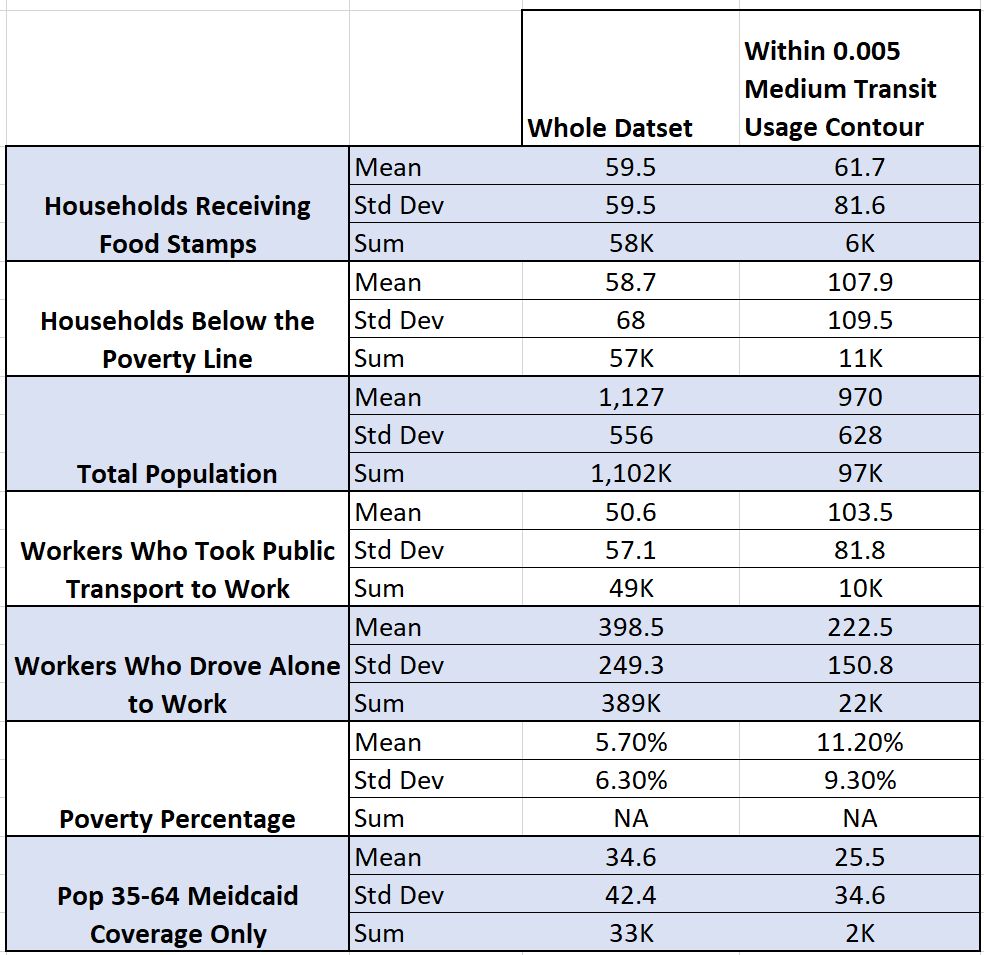 Whole Datset
Within 0.005
Medium Transit
Usage Contour
Households Receiving
Food Stamps
Mean 59.5 61.7
Std Dev 59.5 81.6
Sum 58K 6K
Households Below the
Poverty Line
Mean 58.7 107.9
Std Dev 68 109.5
Sum 57K 11K
Total Population
Mean 1,127 970
Std Dev 556 628
Sum 1,102K 97K
Workers Who Took Public
Transport to Work
Mean 50.6 103.5
Std Dev 57.1 81.8
Sum 49K 10K
Workers Who Drove Alone
to Work
Mean 398.5 222.5
Std Dev 249.3 150.8
Sum 389K 22K
Poverty Percentage
Mean 5.70% 11.20%
Std Dev 6.30% 9.30%
Sum NA NA
Pop 35-64 Meidcaid
Coverage Only
Mean 34.6 25.5
Std Dev 42.4 34.6
Sum 33K 2K